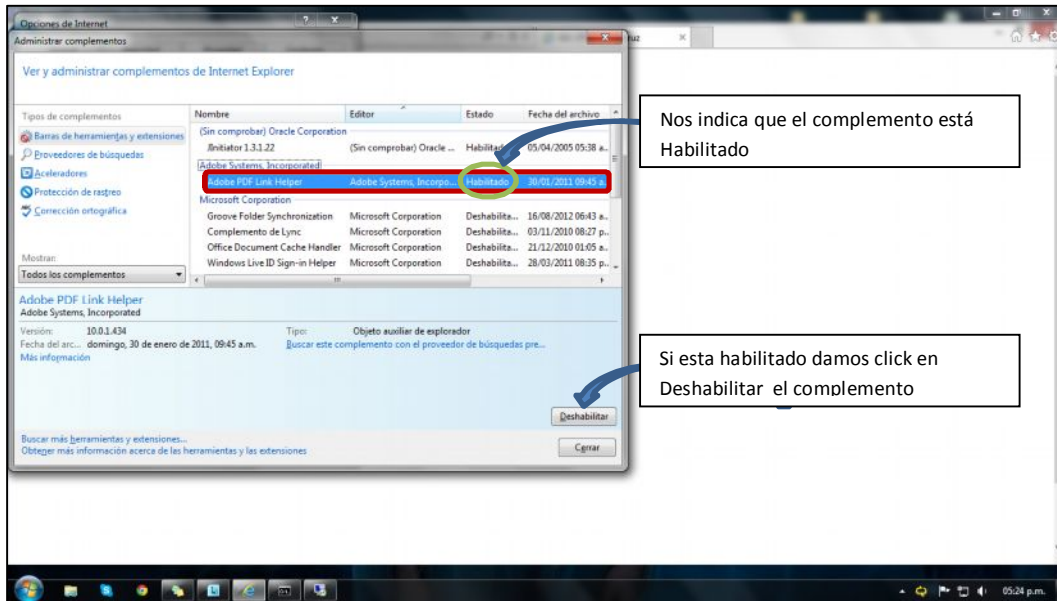 Opciones de Internet
Administrar complementos
Ver y administrar complementos de Internet Explorer
Tipos de complementos
Barras de herramientas y extensiones
Proveedores de búsquedas
Aceleradores
Protección de rastreo
Corrección ortográfica
Mostrar:
Todos los complementos
Nombre Editor Estado Fecha del archivo
(Sin comprobar) Oracle Corporation
JInitiator 1.3.1.22 (Sin comprobar) Oracle ... Habilitado 05/04/2005 05:38 a...
Adobe Systems, Incorporated
Adobe PDF Link Helper Adobe Systems, Incorpo... Habilitado 30/01/2011 09:45 a...
Microsoft Corporation
Groove Folder Synchronization Microsoft Corporation Deshabilita... 16/08/2012 06:43 a...
Complemento de Lync Microsoft Corporation Deshabilita... 03/11/2010 08:27 p...
Office Document Cache Handler Microsoft Corporation Deshabilita... 21/12/2010 01:05 a...
Windows Live ID Sign-in Helper Microsoft Corporation Deshabilita... 28/03/2011 08:35 p...
Adobe PDF Link Helper
Adobe Systems, Incorporated
Versión: 10.0.1.434
Fecha del arc... domingo, 30 de enero de 2011, 09:45 a.m.
Más información
Tipo: Objeto auxiliar de explorador
Buscar este complemento con el proveedor de búsquedas pre...
Deshabilitar
Buscar más herramientas y extensiones...
Obtener más información acerca de las herramientas y las extensiones
Cerrar
Nos indica que el complemento está
Habilitado
Si esta habilitado damos click en
Deshabilitar el complemento
05:24 p.m.